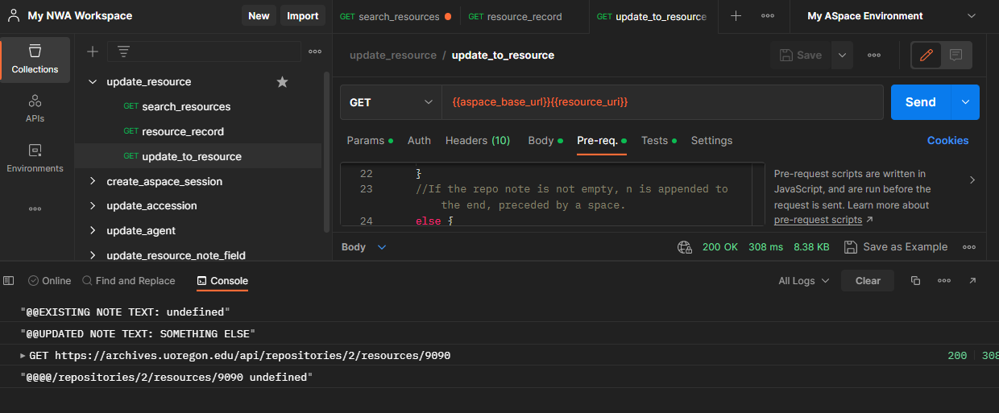 My NWA Workspace New Import GET search_resources GET resource_record GET update_to_resource My ASpace Environment
Collections
APIs
Environments
update_resource
GET search_resources
GET resource_record
GET update_to_resource
create_aspace_session
update_accession
update_agent
update_resource_note_field
update_resource / update_to_resource Save
GET {{aspace_base_url}}{{resource_uri}} Send
Params Auth Headers (10) Body Pre-req. Tests Settings Cookies
22 }
23 //If the repo note is not empty, n is appended to
the end, preceded by a space.
24 else {
Pre-request scripts are written in
JavaScript, and are run before the
request is sent. Learn more about
pre-request scripts ↗
Body 200 OK 308 ms 8.38 KB Save as Example
Online Find and Replace Console All Logs Clear
"@@EXISTING NOTE TEXT: undefined"
"@@UPDATED NOTE TEXT: SOMETHING ELSE"
GET https://archives.uoregon.edu/api/repositories/2/resources/9090 200 308
"@@@@/repositories/2/resources/9090 undefined"